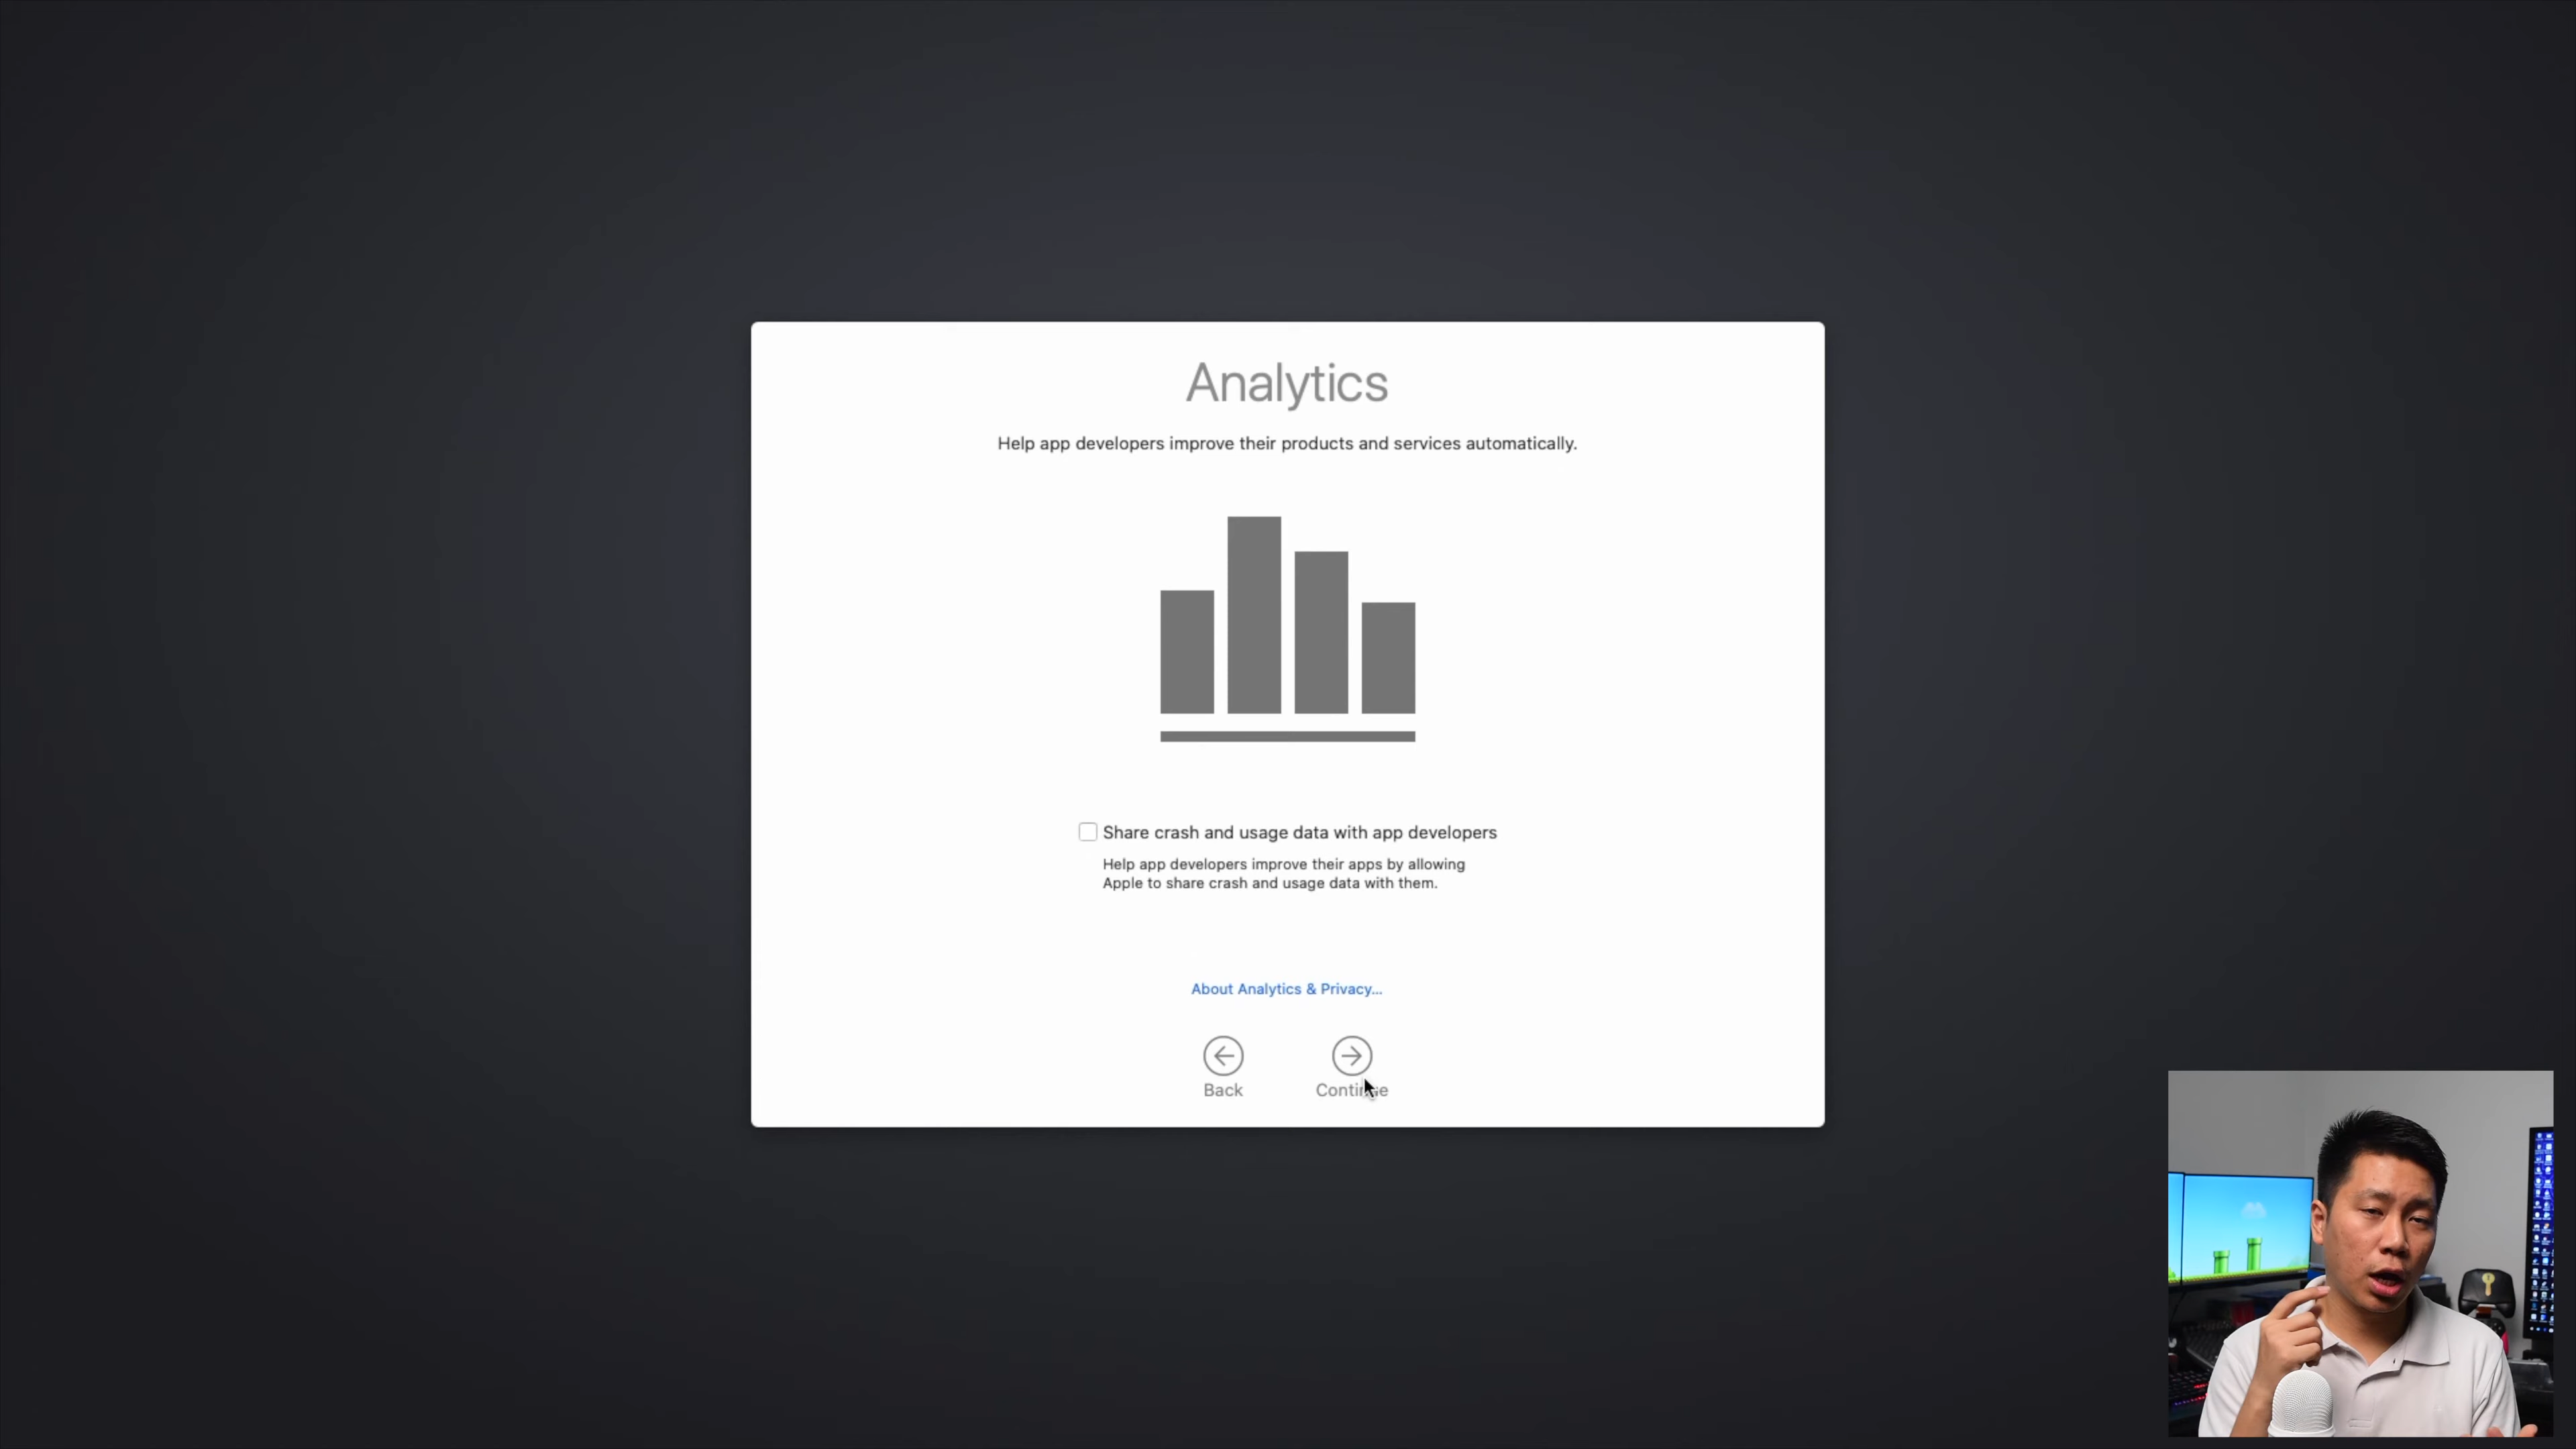 Analytics
Help app developers improve their products and services automatically.
Share crash and usage data with app developers
Help app developers improve their apps by allowing
Apple to share crash and usage data with them.
About Analytics & Privacy...
Back
Continue